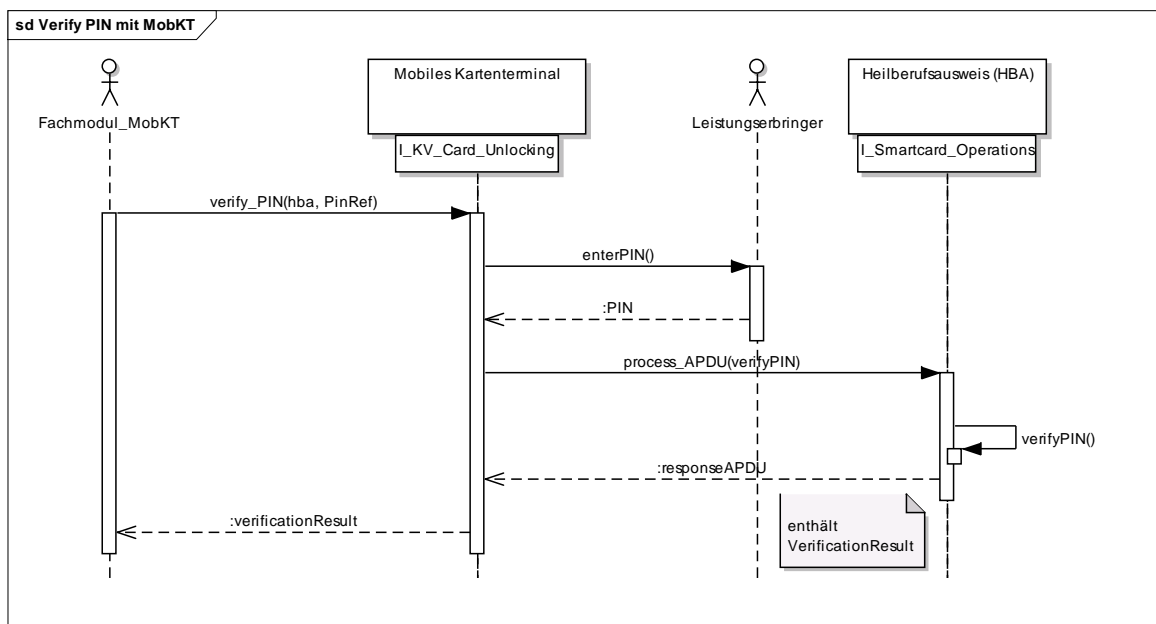 sd Verify PIN mit MobKT
Fachmodul_MobKT
Mobiles Kartenterminal
I_KV_Card_Unlocking
Leistungserbringer
Heilberufsausweis (HBA)
I_Smartcard_Operations
verify_PIN(hba, PinRef)
enterPIN()
:PIN
process_APDU(verifyPIN)
verifyPIN()
:responseAPDU
:verificationResult
enthält
VerificationResult